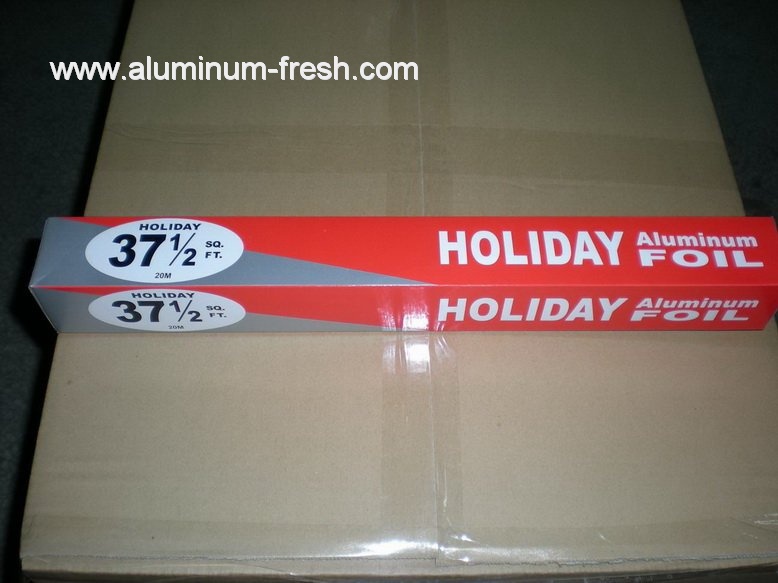 www.aluminum-fresh.com
HOLIDAY
37 1/2 SQ. FT.
20M
HOLIDAY Aluminum FOIL
HOLIDAY
37 1/2 SQ. FT.
20M
HOLIDAY Aluminum FOIL